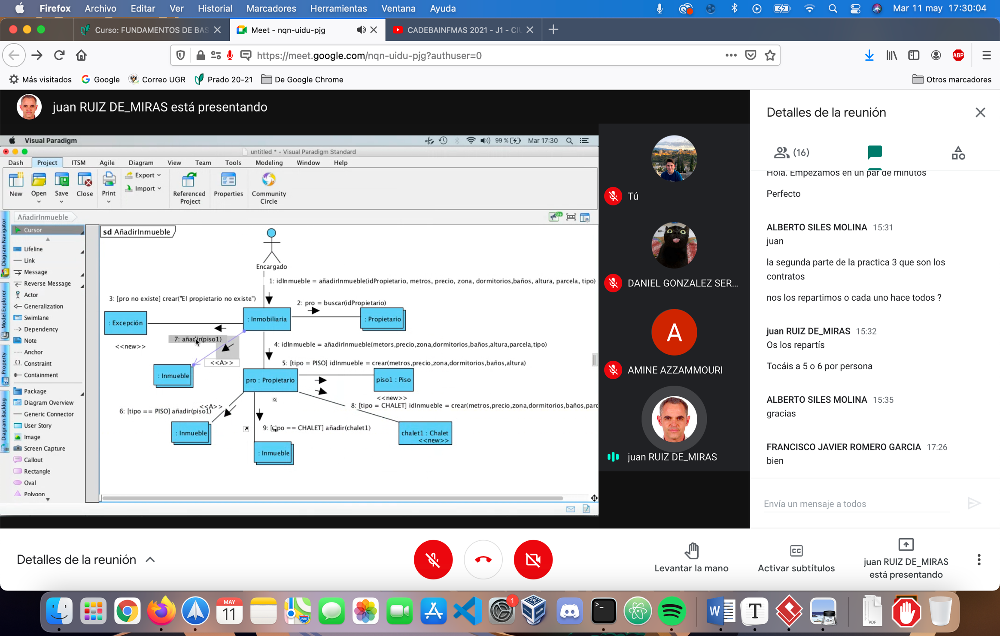 Firefox Archivo Editar Ver Historial Marcadores Herramientas Ventana Ayuda
Mar 11 may 17:30:04
Curso: FUNDAMENTOS DE BAS
Meet - nqn-uidu-pjg
CADEBAINFMAS 2021 - J1 - CI
https://meet.google.com/nqn-uidu-pjg?authuser=0
ABP
Más visitados Google Correo UGR Prado 20-21 De Google Chrome Otros marcadores
juan RUIZ DE_MIRAS está presentando
Visual Paradigm
99 % Mar 17:30
untitled * - Visual Paradigm Standard
Dash Project ITSM Agile Diagram View Team Tools Modeling Window Help
New Open Save Close Print
Export
Import
Referenced Project
Properties
Community Circle
AñadirInmueble
Diagram Navigator
Model Explorer
Property
Diagram Backlog
Cursor
Lifeline
Link
Message
Reverse Message
Actor
Generalization
Swimlane
Dependency
Note
Anchor
Constraint
Containment
Package
Diagram Overview
Generic Connector
User Story
Image
Screen Capture
Callout
Rectangle
Oval
Polygon
sd AñadirInmueble
Encargado
1: idInmueble = añadirInmueble(idPropietario, metros, precio, zona, dormitorios,baños, altura, parcela, tipo)
3: [pro no existe] crear("El propietario no existe")
2: pro = buscar(idPropietario)
: Excepción
: Inmobiliaria
: Propietario
<<new>>
7: añadir(piso1)
4: idInmueble = añadirInmueble(metors,precio,zona,dormitorios,baños,altura,parcela,tipo)
<<A>>
5: [tipo = PISO] idInmueble = crear(metros,precio,zona,dormitorios,baños,altura)
: Inmueble
pro : Propietario
piso1 : Piso
<<new>>
<<A>>
6: [tipo == PISO] añadir(piso1)
8: [tipo = CHALET] idInmueble = crear(metros,precio,zona,dormitorios,baños,parc
: Inmueble
9: [tipo == CHALET] añadir(chalet1)
chalet1 : Chalet
<<new>>
: Inmueble
Tú
DANIEL GONZALEZ SER...
A
AMINE AZZAMMOURI
juan RUIZ DE_MIRAS
Detalles de la reunión
(16)
Hola. Empezamos en un par de minutos
Perfecto
ALBERTO SILES MOLINA 15:31
juan
la segunda parte de la practica 3 que son los
contratos
nos los repartimos o cada uno hace todos ?
juan RUIZ DE_MIRAS 15:32
Os los repartís
Tocáis a 5 o 6 por persona
ALBERTO SILES MOLINA 15:35
gracias
FRANCISCO JAVIER ROMERO GARCIA 17:26
bien
Envía un mensaje a todos
Detalles de la reunión
Levantar la mano
Activar subtítulos
juan RUIZ DE_MIRAS
está presentando
MAY
11
280
1
>_
W
T
PDF